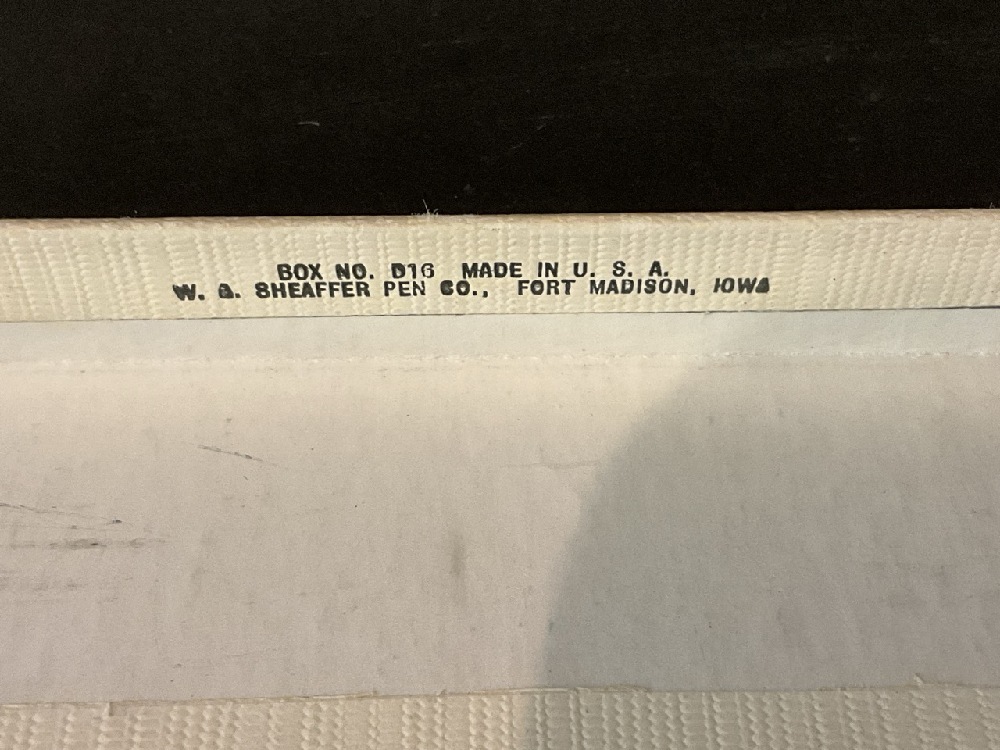 BOX NO. D16 MADE IN U. S. A.
W. A. SHEAFFER PEN CO., FORT MADISON, IOWA